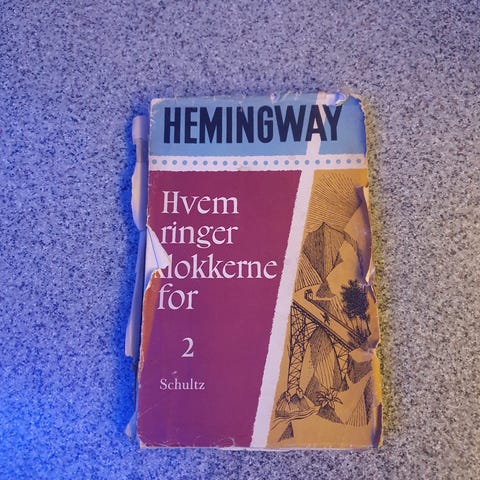 HEMINGWAY
Hvem
ringer
klokkerne
for
2
Schultz